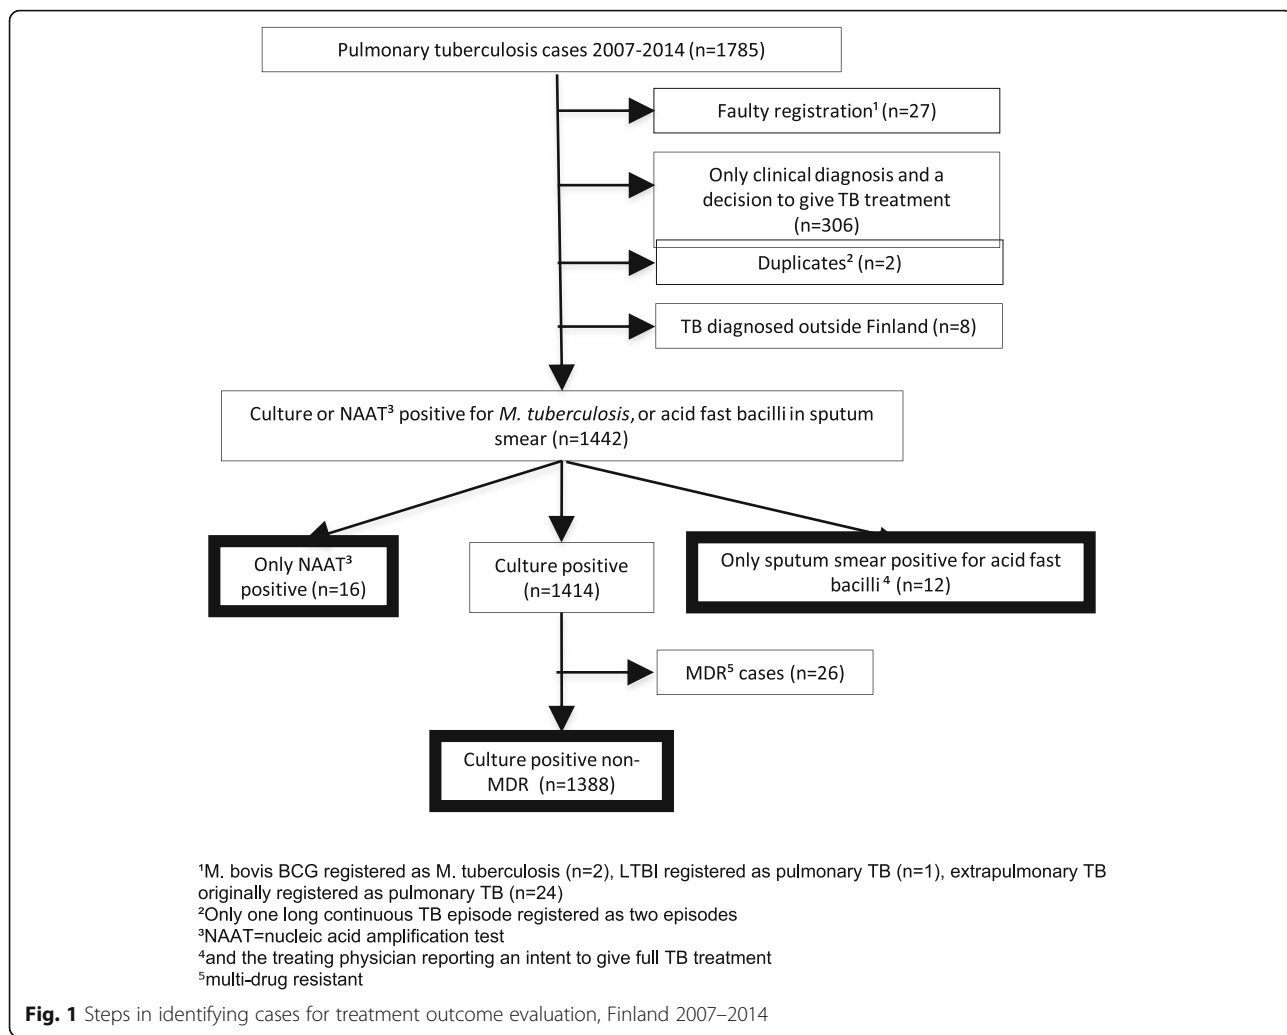 Pulmonary tuberculosis cases 2007-2014 (n=1785)
Faulty registration¹ (n=27)
Only clinical diagnosis and a
decision to give TB treatment
(n=306)
Duplicates² (n=2)
TB diagnosed outside Finland (n=8)
Culture or NAAT³ positive for M. tuberculosis, or acid fast bacilli in sputum
smear (n=1442)
Only NAAT³
positive (n=16)
Culture positive
(n=1414)
Only sputum smear positive for acid fast
bacilli⁴ (n=12)
MDR⁵ cases (n=26)
Culture positive non-
MDR (n=1388)
¹M. bovis BCG registered as M. tuberculosis (n=2), LTBI registered as pulmonary TB (n=1), extrapulmonary TB
originally registered as pulmonary TB (n=24)
²Only one long continuous TB episode registered as two episodes
³NAAT=nucleic acid amplification test
⁴and the treating physician reporting an intent to give full TB treatment
⁵multi-drug resistant
Fig. 1 Steps in identifying cases for treatment outcome evaluation, Finland 2007–2014